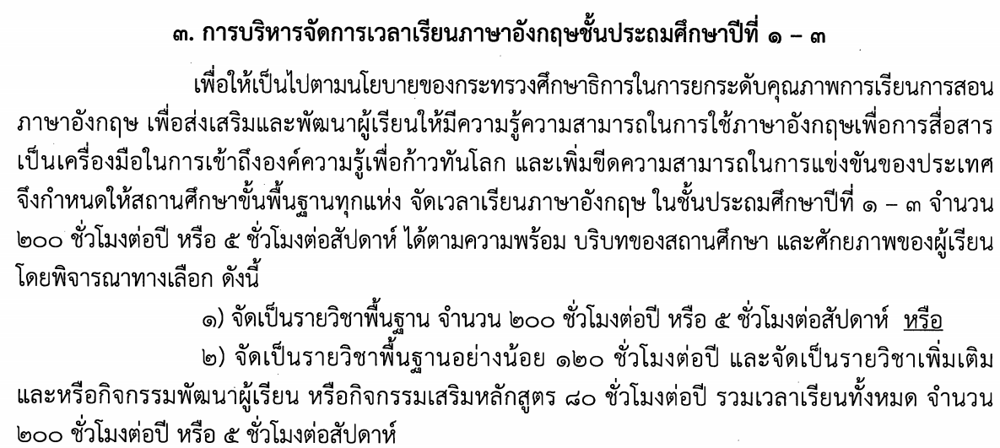 ๓. การบริหารจัดการเวลาเรียนภาษาอังกฤษชั้นประถมศึกษาปีที่ ๑ – ๓
เพื่อให้เป็นไปตามนโยบายของกระทรวงศึกษาธิการในการยกระดับคุณภาพการเรียนการสอน
ภาษาอังกฤษ เพื่อส่งเสริมและพัฒนาผู้เรียนให้มีความรู้ความสามารถในการใช้ภาษาอังกฤษเพื่อการสื่อสาร
เป็นเครื่องมือในการเข้าถึงองค์ความรู้เพื่อก้าวทันโลก และเพิ่มขีดความสามารถในการแข่งขันของประเทศ
จึงกำหนดให้สถานศึกษาขั้นพื้นฐานทุกแห่ง จัดเวลาเรียนภาษาอังกฤษ ในชั้นประถมศึกษาปีที่ ๑ – ๓ จำนวน
๒๐๐ ชั่วโมงต่อปี หรือ ๕ ชั่วโมงต่อสัปดาห์ ได้ตามความพร้อม บริบทของสถานศึกษา และศักยภาพของผู้เรียน
โดยพิจารณาทางเลือก ดังนี้
๑) จัดเป็นรายวิชาพื้นฐาน จำนวน ๒๐๐ ชั่วโมงต่อปี หรือ ๕ ชั่วโมงต่อสัปดาห์ หรือ
๒) จัดเป็นรายวิชาพื้นฐานอย่างน้อย ๑๒๐ ชั่วโมงต่อปี และจัดเป็นรายวิชาเพิ่มเติม
และหรือกิจกรรมพัฒนาผู้เรียน หรือกิจกรรมเสริมหลักสูตร ๘๐ ชั่วโมงต่อปี รวมเวลาเรียนทั้งหมด จำนวน
๒๐๐ ชั่วโมงต่อปี หรือ ๕ ชั่วโมงต่อสัปดาห์